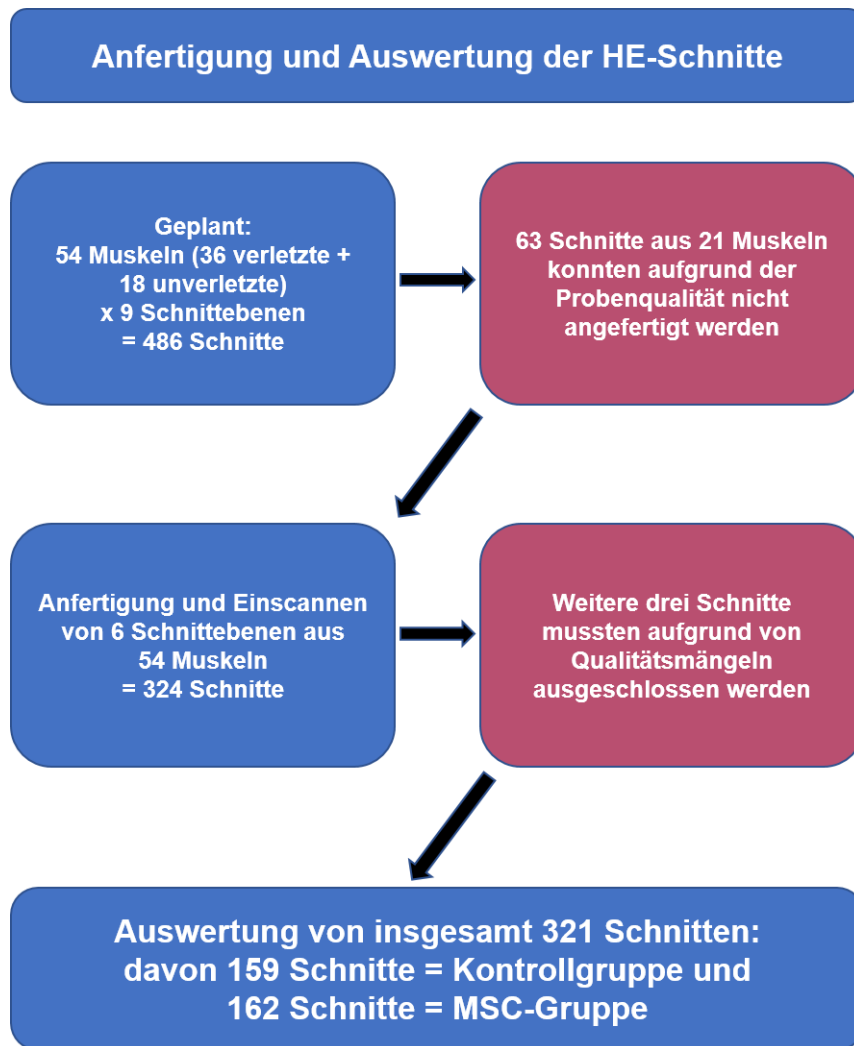 Anfertigung und Auswertung der HE-Schnitte
Geplant:
54 Muskeln (36 verletzte +
18 unverletzte)
x 9 Schnittebenen
= 486 Schnitte
63 Schnitte aus 21 Muskeln
konnten aufgrund der
Probenqualität nicht
angefertigt werden
Anfertigung und Einscannen
von 6 Schnittebenen aus
54 Muskeln
= 324 Schnitte
Weitere drei Schnitte
mussten aufgrund von
Qualitätsmängeln
ausgeschlossen werden
Auswertung von insgesamt 321 Schnitten:
davon 159 Schnitte = Kontrollgruppe und
162 Schnitte = MSC-Gruppe